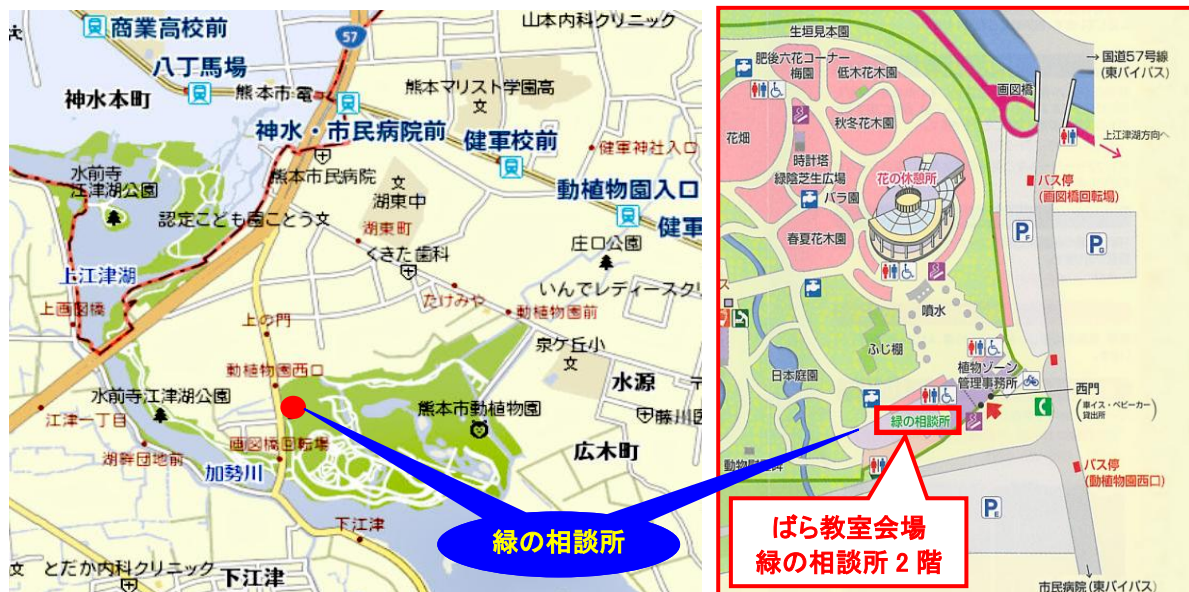 山本内科クリニック
商業高校前
57
八丁馬場
熊本市電
熊本マリスト学園高
文
神水本町
神水・市民病院前
健軍校前
健軍神社入口
水前寺
江津湖公園
熊本市民病院
文
湖東中
動植物園入口
認定こども園ことう
文
湖東町
健軍
庄口公園
くきた歯科
上江津湖
いんでレディースクリ
たけみや
動植物園前
上画図橋
上の門
泉ケ丘小
文
動植物園西口
水源
水前寺江津湖公園
熊本市動植物園
藤川医
江津一丁目
画図橋回転場
湖畔団地前
加勢川
広木町
緑の相談所
下江津
文
とだか内科クリニック
下江津
生垣見本園
国道57号線
(東バイパス)
肥後六花コーナー
梅園
低木花木園
画図橋
秋冬花木園
花畑
上江津湖方向へ
時計塔
緑陰芝生広場
花の休憩所
バス停
(画図橋回転場)
バラ園
春夏花木園
P
P
ス
噴水
ふじ棚
植物ゾーン
管理事務所
日本庭園
西門
(車イス・ベビーカー
貸出所)
緑の相談所
バス停
(動植物園西口)
P
ばら教室会場
緑の相談所2階
市民病院(東バイパス)